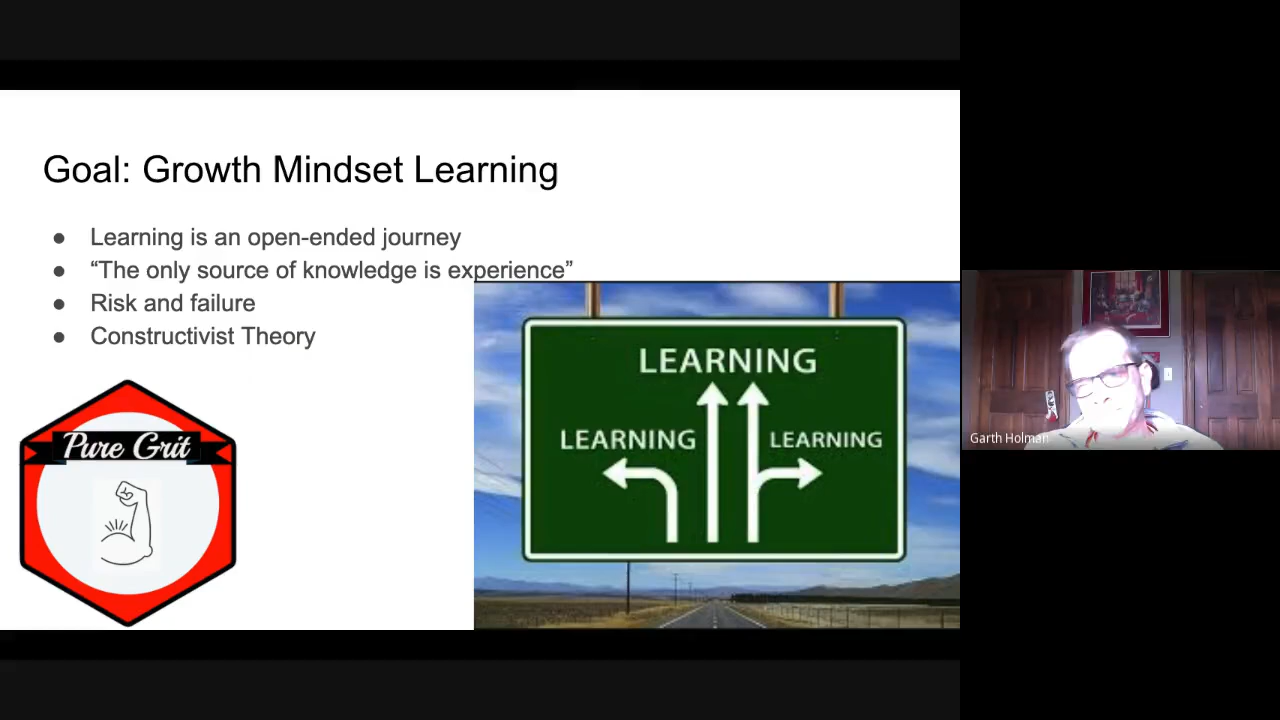 Goal: Growth Mindset Learning
● Learning is an open-ended journey
● “The only source of knowledge is experience”
● Risk and failure
● Constructivist Theory
Pure Grit
LEARNING
LEARNING
LEARNING
Garth Holman